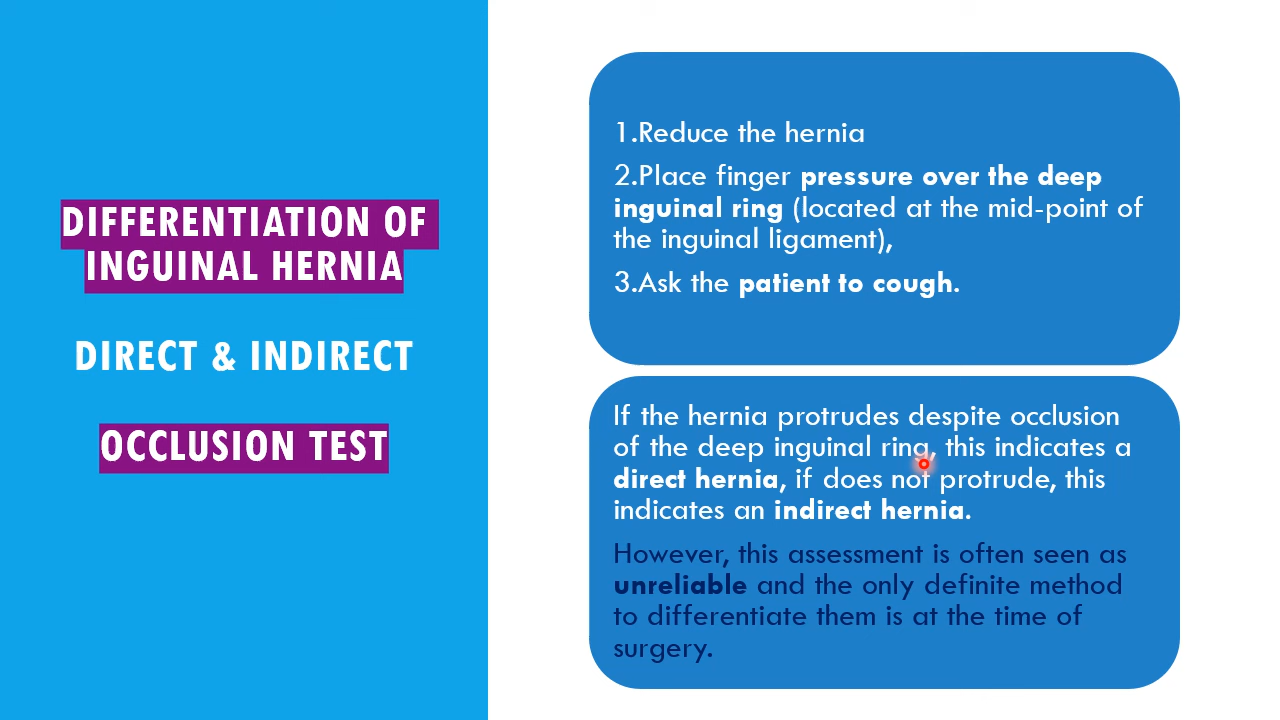 DIFFERENTIATION OF
INGUINAL HERNIA
DIRECT & INDIRECT
OCCLUSION TEST
1.Reduce the hernia
2.Place finger pressure over the deep
inguinal ring (located at the mid-point of
the inguinal ligament),
3.Ask the patient to cough.
If the hernia protrudes despite occlusion
of the deep inguinal ring, this indicates a
direct hernia, if does not protrude, this
indicates an indirect hernia.
However, this assessment is often seen as
unreliable and the only definite method
to differentiate them is at the time of
surgery.